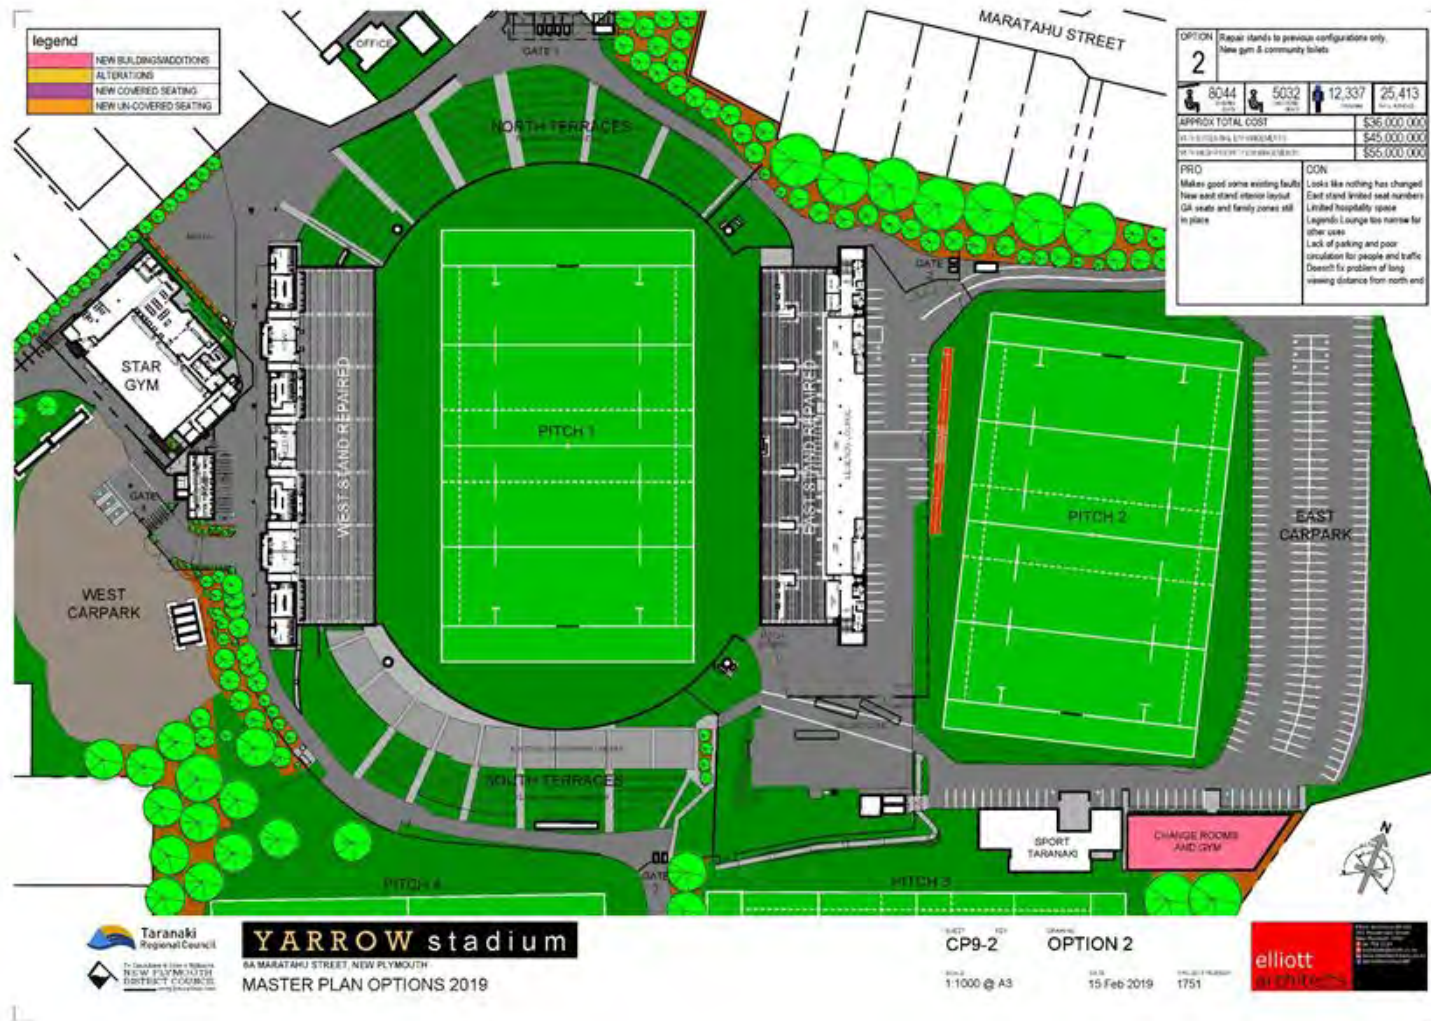 legend
NEW BUILDINGS/ADDITIONS
ALTERATIONS
NEW COVERED SEATING
NEW UN-COVERED SEATING
OFFICE
GATE 1
MARATAHU STREET
OPTION
2
Repair stands to previous configurations only.
New gym & community toilets
8044
5032
12,337
25,413
APPROX TOTAL COST
$36,000,000
$45,000,000
$55,000,000
PRO
Makes good some existing faults
New east stand interior layout
GA seats and family zones still
in place
CON
Looks like nothing has changed
East stand limited seat numbers
Limited hospitality space
Legends Lounge too narrow for
other uses
Lack of parking and poor
circulation for people and traffic
Doesn't fix problem of long
viewing distance from north end
NORTH TERRACES
GATE
STAR
GYM
WEST STAND REPAIRED
PITCH 1
EAST STAND REPAIRED
LEGENDS LOUNGE
PITCH 2
EAST
CARPARK
GATE
WEST
CARPARK
SOUTH TERRACES
SPORT
TARANAKI
CHANGE ROOMS
AND GYM
N
GATE
PITCH 4
PITCH 3
Taranaki
Regional Council
NEW PLYMOUTH
DISTRICT COUNCIL
YARROW stadium
6A MARATAHU STREET, NEW PLYMOUTH
MASTER PLAN OPTIONS 2019
CP9-2
OPTION 2
1:1000 @ A3
15 Feb 2019
1751
elliott
architects